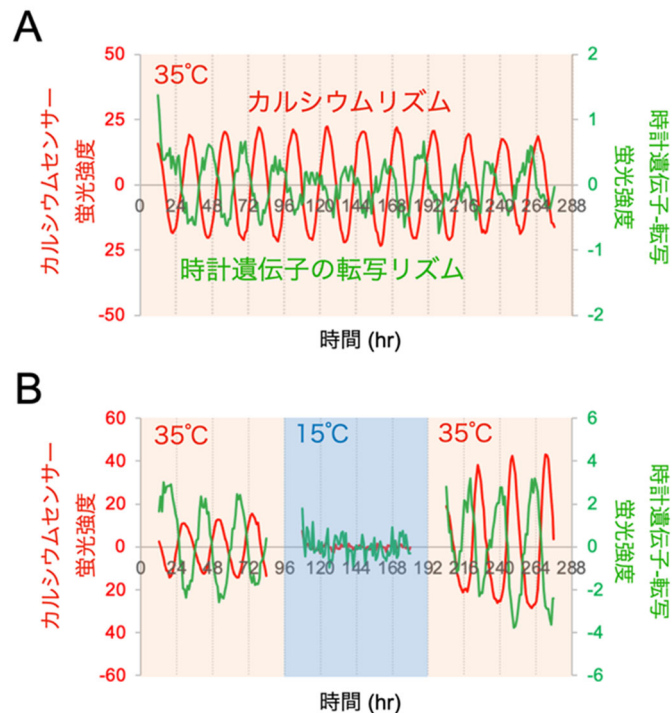 A
35℃
カルシウムリズム
時計遺伝子の転写リズム
カルシウムセンサー
蛍光強度
50
25
0
25
-50
2
1
0
-1
-2
蛍光強度
時計遺伝子-転写
0 24 48 72 96 120 144 168 192 216 240 264 288
時間 (hr)
B
35℃
15℃
35℃
カルシウムセンサー
蛍光強度
60
40
20
0
20
40
-60
6
4
2
0
-2
-4
-6
蛍光強度
時計遺伝子-転写
0 24 48 72 96 120 144 168 192 216 240 264 288
時間 (hr)